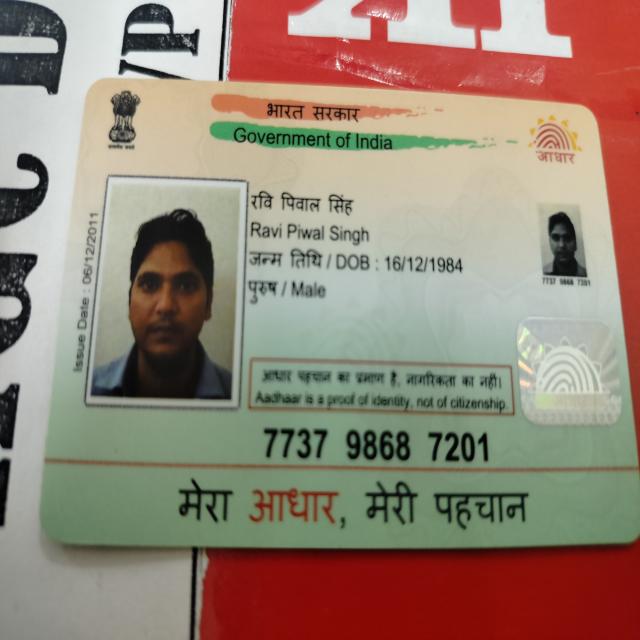 भारत सरकार
Government of India
आधार
रवि पिवाल सिंह
Ravi Piwal Singh
जन्म तिथि / DOB : 16/12/1984
पुरुष / Male
7737 9868 7201
Issue Date : 06/12/2011
आधार पहचान का प्रमाण है, नागरिकता का नहीं।
Aadhaar is a proof of identity, not of citizenship.
7737 9868 7201
मेरा आधार, मेरी पहचान